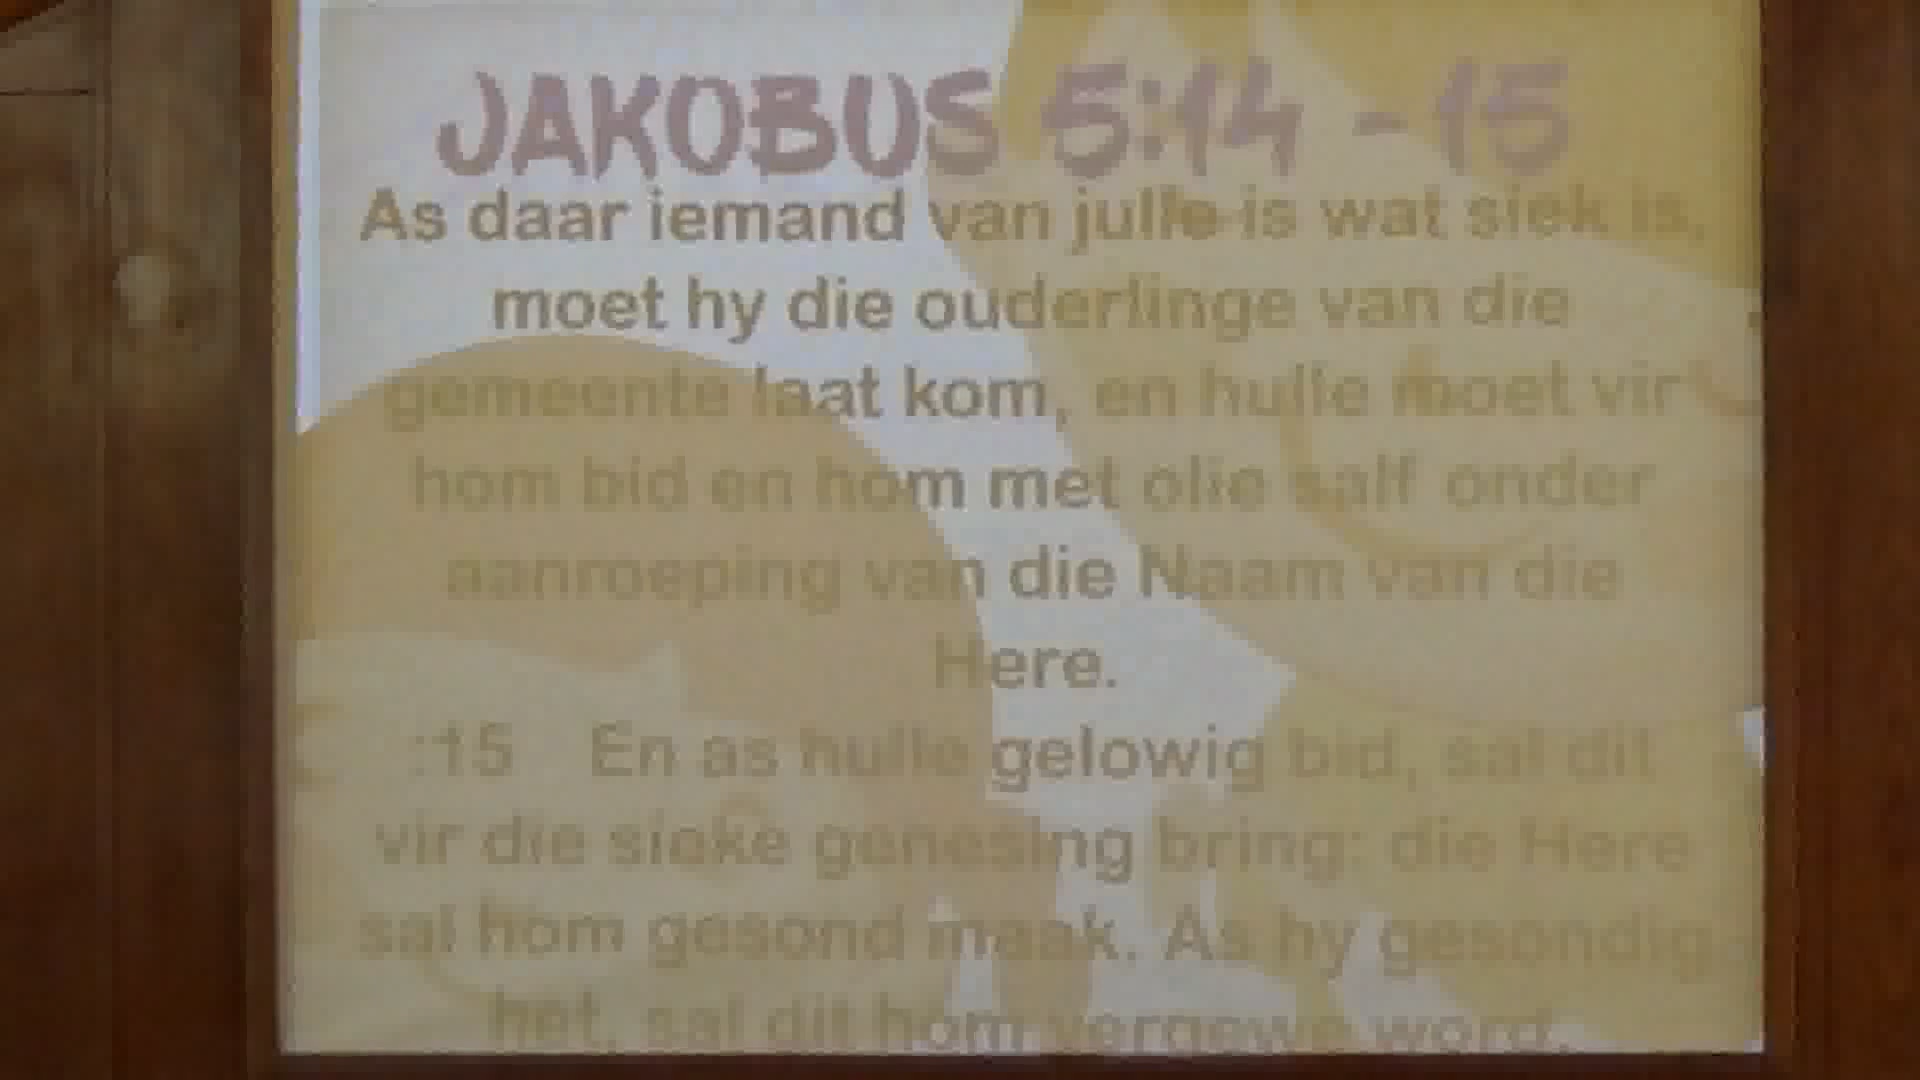 JAKOBUS 5:14 - 15
As daar iemand van julle is wat siek is,
moet hy die ouderlinge van die
gemeente laat kom, en hulle moet vir
hom bid en hom met olie salf onder
aanroeping van die Naam van die
Here.
:15 En as hulle gelowig bid, sal dit
vir die sieke genesing bring: die Here
sal hom gesond maak. As hy gesondig
het, sal dit hom vergewe word.